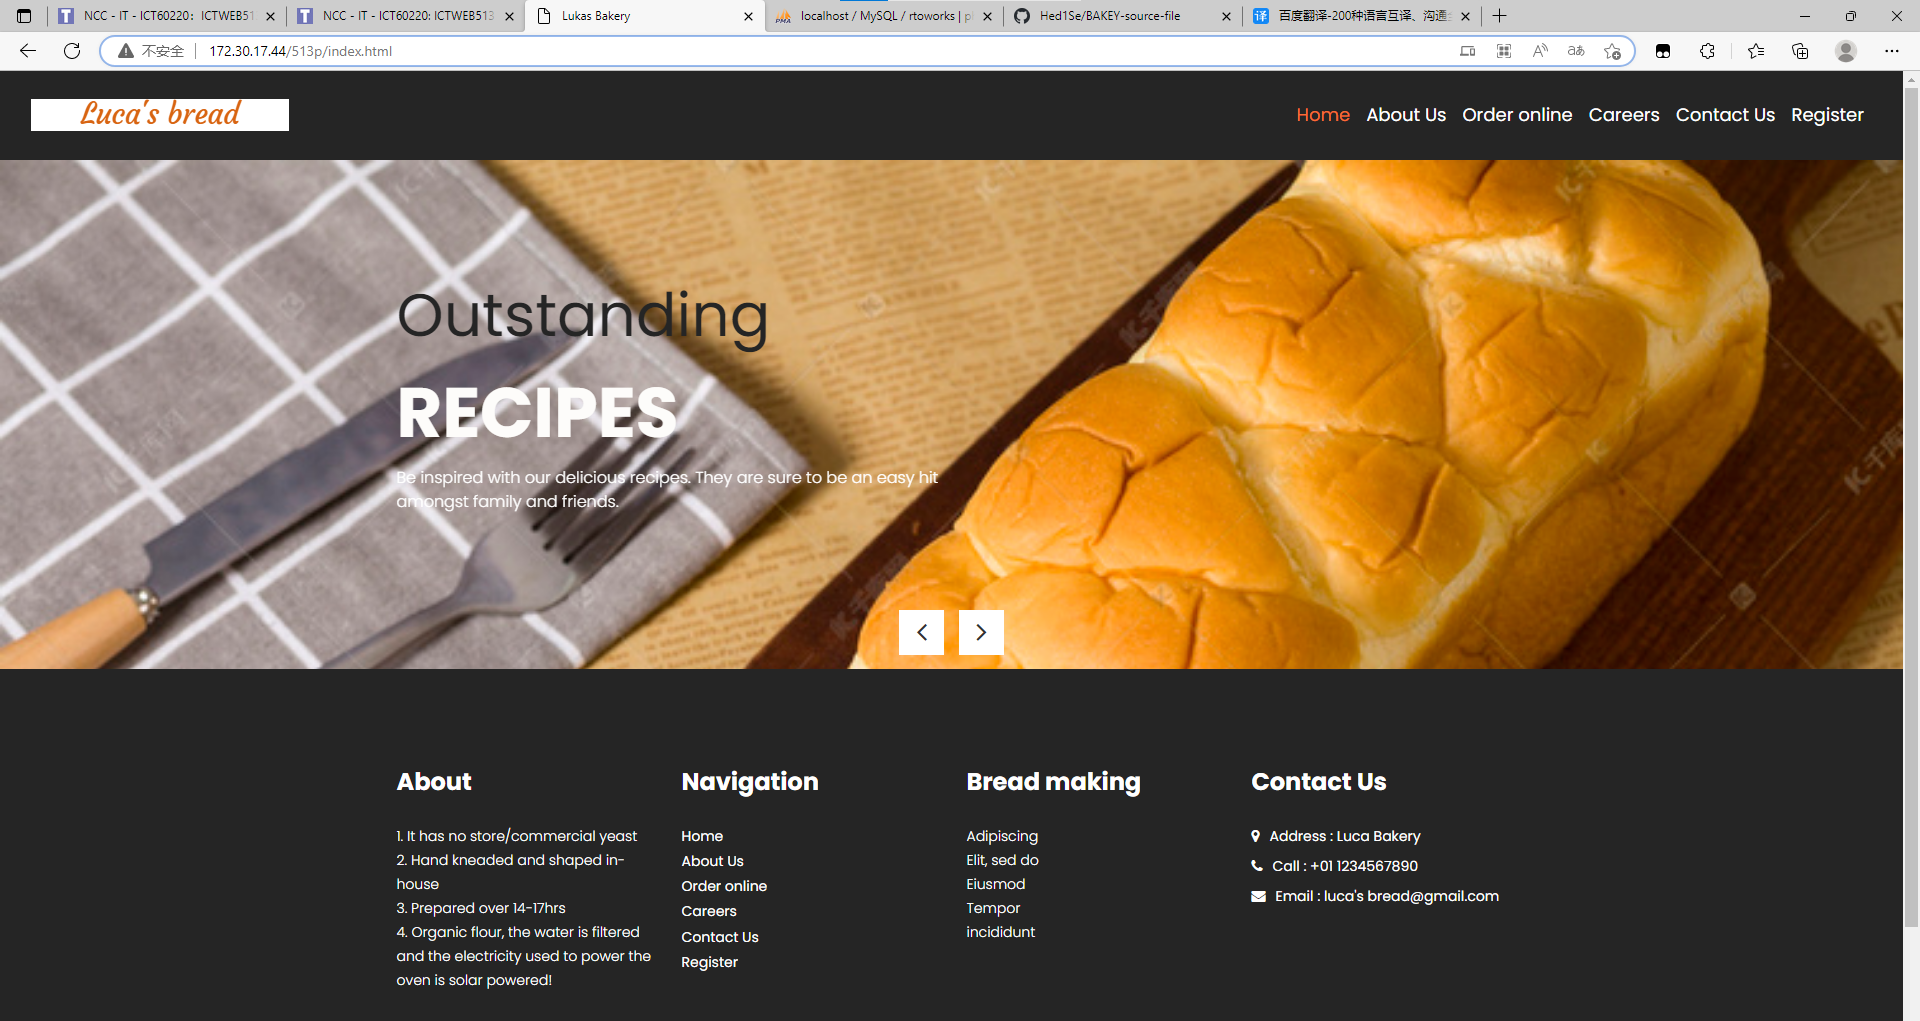 NCC - IT - ICT60220: ICTWEB51
NCC - IT - ICT60220: ICTWEB513
Lukas Bakery
localhost / MySQL / rtoworks | p
Hed1Se/BAKEY-source-file
百度翻译-200种语言互译、沟通
不安全
172.30.17.44/513p/index.html
Luca's bread
Home
About Us
Order online
Careers
Contact Us
Register
Outstanding
RECIPES
Be inspired with our delicious recipes. They are sure to be an easy hit
amongst family and friends.
About
1. It has no store/commercial yeast
2. Hand kneaded and shaped in-
house
3. Prepared over 14-17hrs
4. Organic flour, the water is filtered
and the electricity used to power the
oven is solar powered!
Navigation
Home
About Us
Order online
Careers
Contact Us
Register
Bread making
Adipiscing
Elit, sed do
Eiusmod
Tempor
incididunt
Contact Us
Address : Luca Bakery
Call : +01 1234567890
Email : luca's bread@gmail.com